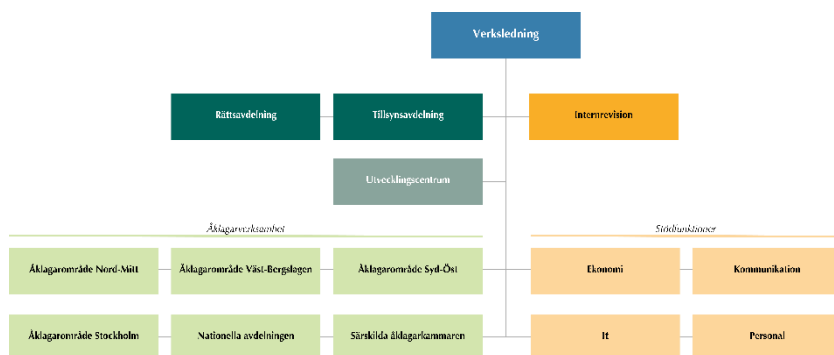 Verksledning
Rättsavdelning
Tillsynsavdelning
Internrevision
Utvecklingscentrum
Åklagarverksamhet
Stödfunktioner
Åklagarområde Nord-Mitt
Åklagarområde Väst-Bergslagen
Åklagarområde Syd-Öst
Ekonomi
Kommunikation
Åklagarområde Stockholm
Nationella avdelningen
Särskilda åklagarkammaren
It
Personal